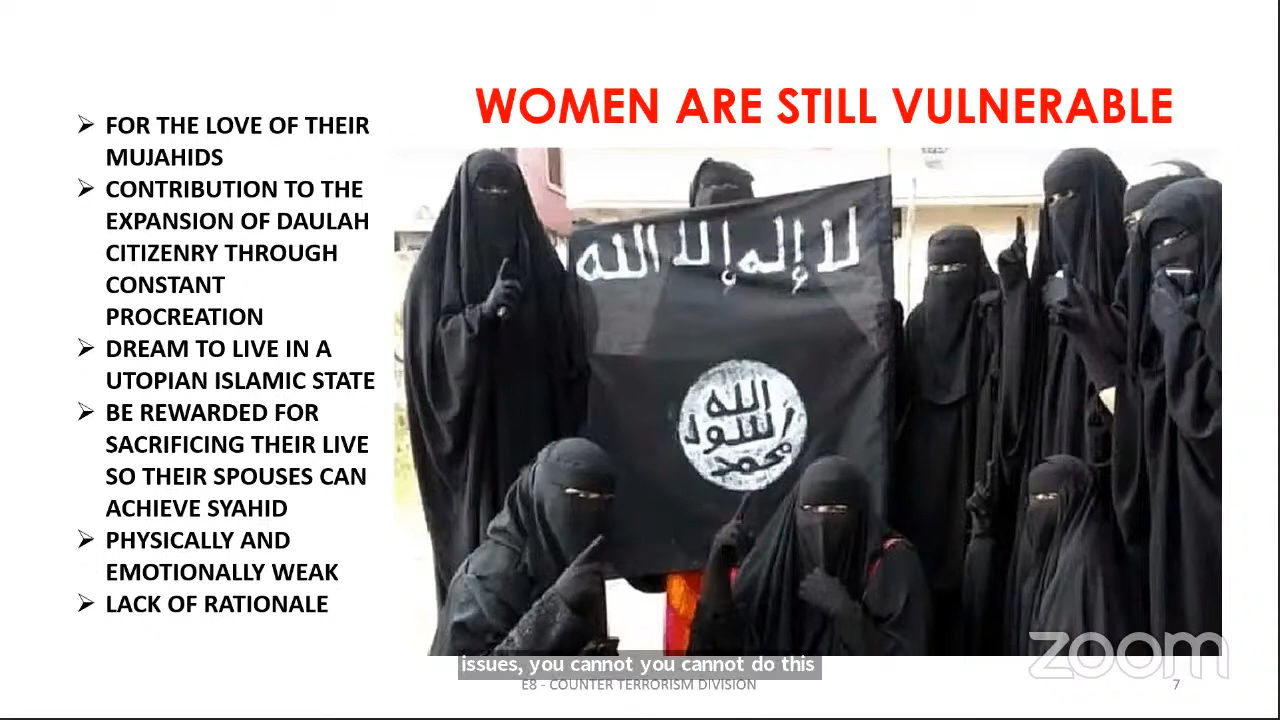 WOMEN ARE STILL VULNERABLE
➢ FOR THE LOVE OF THEIR
MUJAHIDS
➢ CONTRIBUTION TO THE
EXPANSION OF DAULAH
CITIZENRY THROUGH
CONSTANT
PROCREATION
➢ DREAM TO LIVE IN A
UTOPIAN ISLAMIC STATE
➢ BE REWARDED FOR
SACRIFICING THEIR LIVE
SO THEIR SPOUSES CAN
ACHIEVE SYAHID
➢ PHYSICALLY AND
EMOTIONALLY WEAK
➢ LACK OF RATIONALE
لا إله إلا الله
الله
رسول
محمد
issues, you cannot you cannot do this
E8 - COUNTER TERRORISM DIVISION
7
zoom